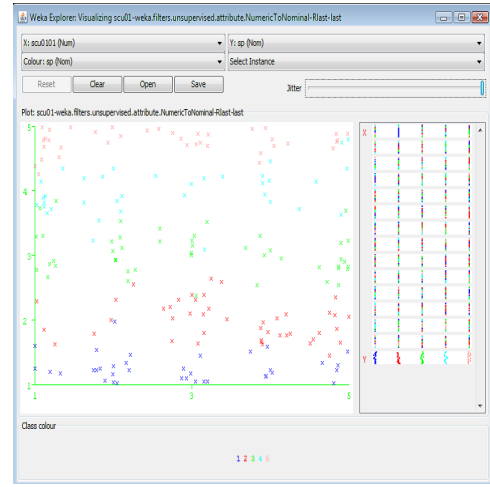 Weka Explorer: Visualizing scu01-weka.filters.unsupervised.attribute.NumericToNominal-Rlast-last
X: scu0101 (Num)
Y: sp (Nom)
Colour: sp (Nom)
Select Instance
Reset
Clear
Open
Save
Jitter
Plot: scu01-weka.filters.unsupervised.attribute.NumericToNominal-Rlast-last
5
4
3
2
1
1
3
5
X
Y
Class colour
1 2 3 4 5